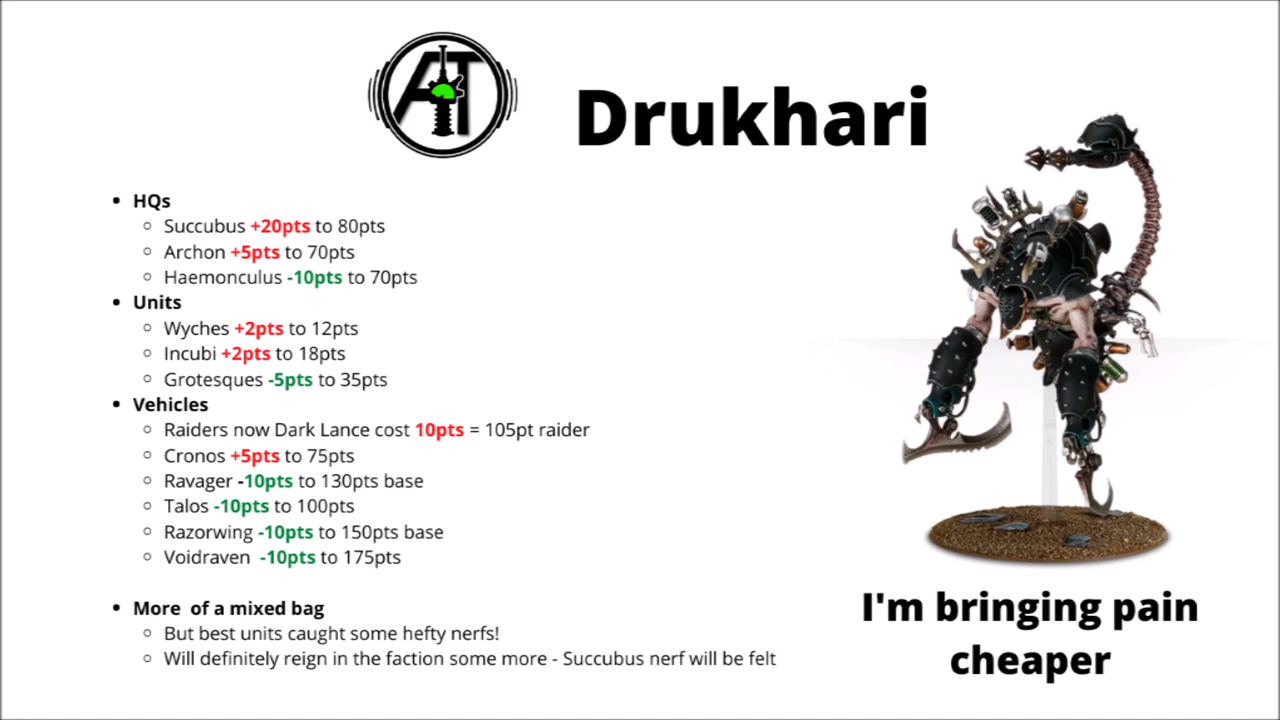 AT
Drukhari
• HQs
○ Succubus +20pts to 80pts
○ Archon +5pts to 70pts
○ Haemonculus -10pts to 70pts
• Units
○ Wyches +2pts to 12pts
○ Incubi +2pts to 18pts
○ Grotesques -5pts to 35pts
• Vehicles
○ Raiders now Dark Lance cost 10pts = 105pt raider
○ Cronos +5pts to 75pts
○ Ravager -10pts to 130pts base
○ Talos -10pts to 100pts
○ Razorwing -10pts to 150pts base
○ Voidraven -10pts to 175pts
• More of a mixed bag
○ But best units caught some hefty nerfs!
○ Will definitely reign in the faction some more - Succubus nerf will be felt
I'm bringing pain
cheaper